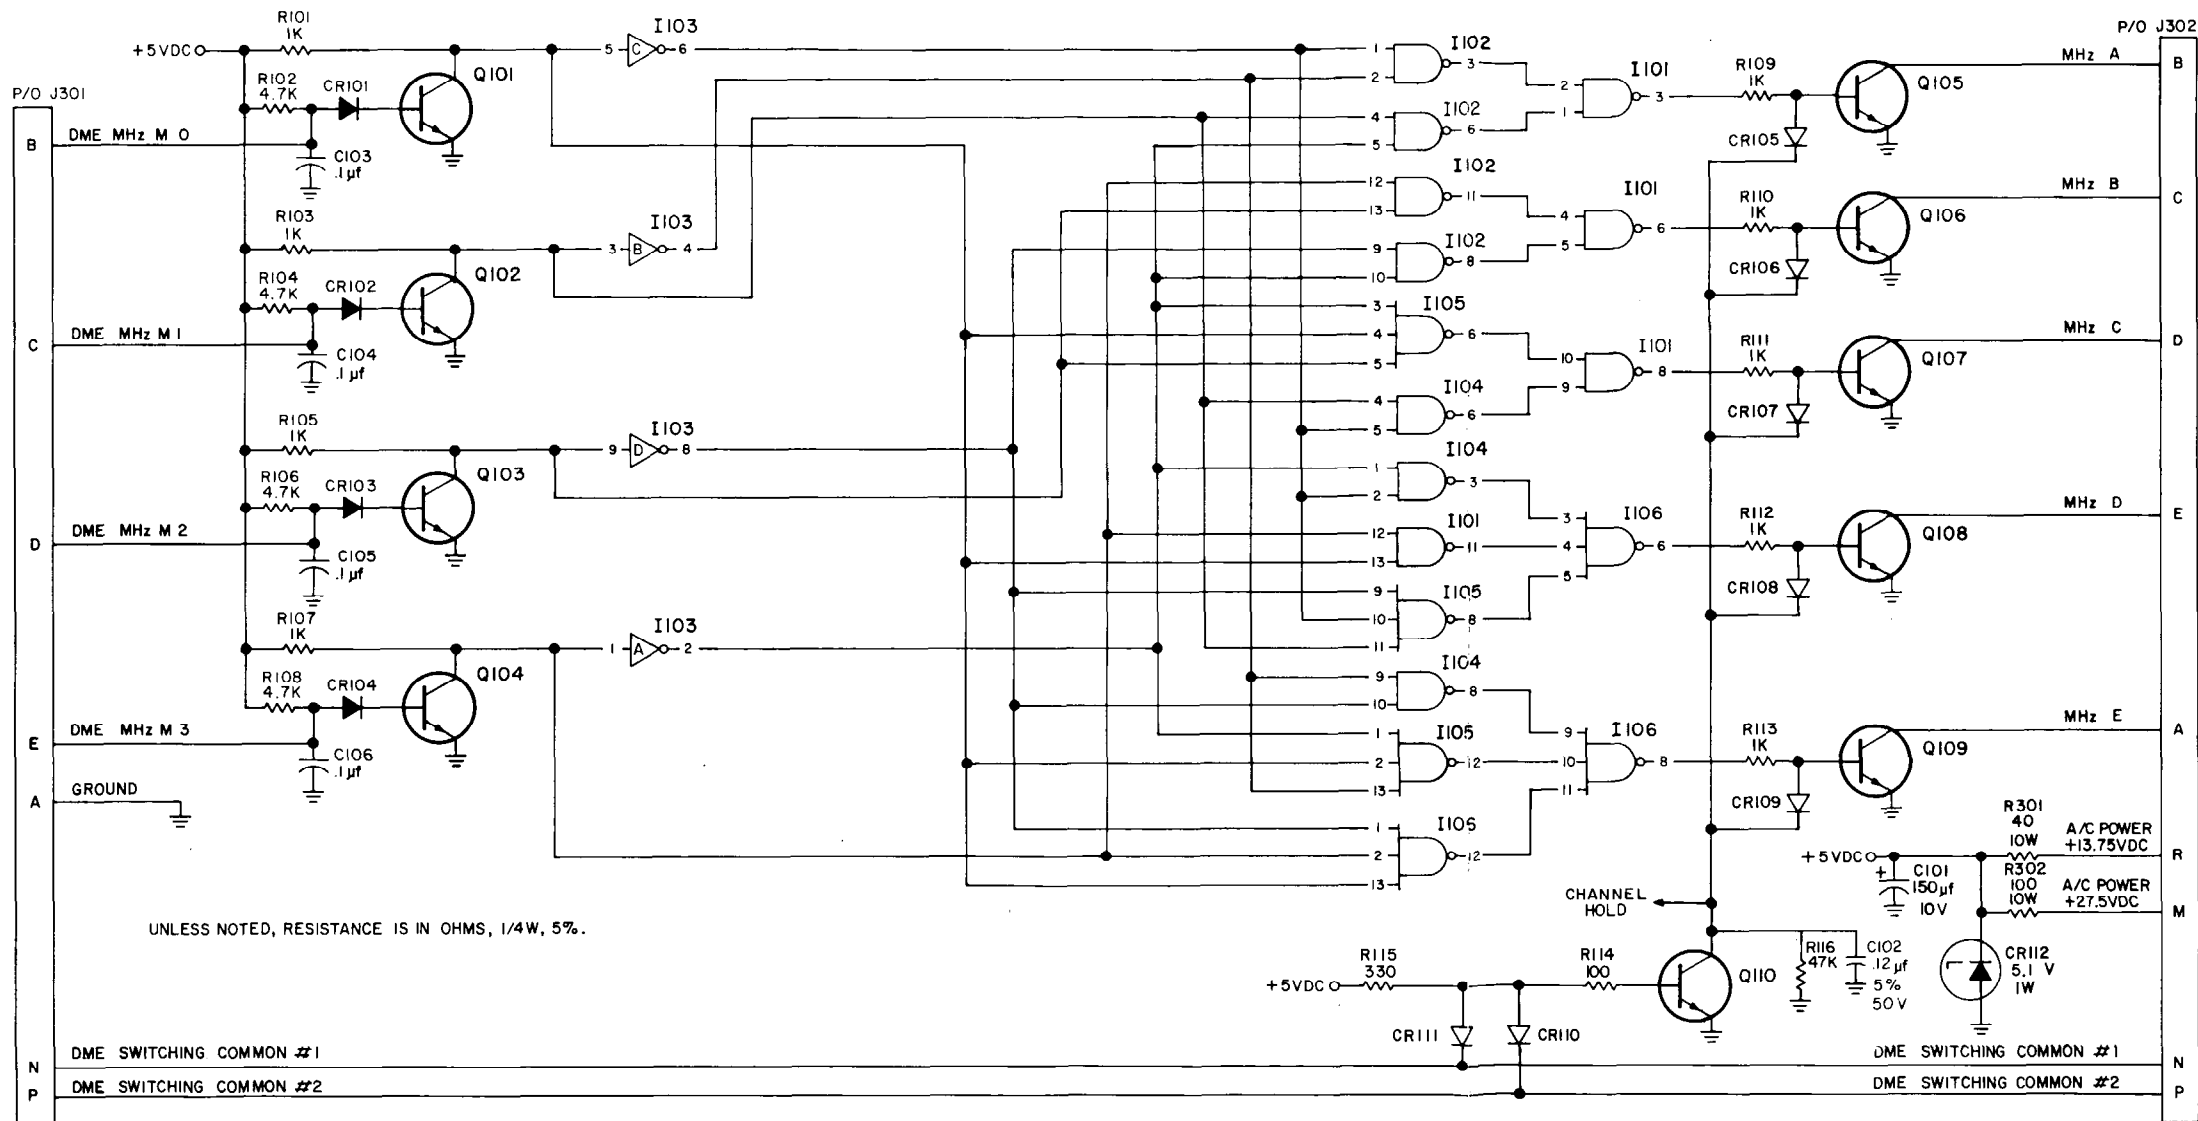 P/O J301
B
DME MHz M 0
C
DME MHz M 1
D
DME MHz M 2
E
DME MHz M 3
A
GROUND
N
DME SWITCHING COMMON #1
P
DME SWITCHING COMMON #2
+5VDC
R101
1K
R102
4.7K
CR101
Q101
C103
.1µf
5
C
6
I103
R103
1K
R104
4.7K
CR102
Q102
C104
.1µf
3
B
4
I103
R105
1K
R106
4.7K
CR103
Q103
C105
.1µf
9
D
8
I103
R107
1K
R108
4.7K
CR104
Q104
C106
.1µf
1
A
2
I103
UNLESS NOTED, RESISTANCE IS IN OHMS, 1/4W, 5%.
1
2
I102
3
4
5
I102
6
2
1
I101
3
12
13
I102
11
9
10
I102
8
4
5
I101
6
3
4
5
I105
6
4
5
I104
6
10
9
I101
8
1
2
I104
3
12
13
I101
11
9
10
11
I105
8
3
4
5
I106
6
9
10
I104
8
1
2
13
I105
12
1
2
13
I106
12
9
10
11
I106
8
R109
1K
CR105
Q105
MHz A
R110
1K
CR106
Q106
MHz B
R111
1K
CR107
Q107
MHz C
R112
1K
CR108
Q108
MHz D
R113
1K
CR109
Q109
MHz E
CHANNEL
HOLD
+5VDC
R115
330
R114
100
CR111
CR110
Q110
R116
47K
C102
.12µf
5%
50V
+5VDC
C101
+
150µf
10V
R301
40
10W
R302
100
10W
A/C POWER
+13.75VDC
A/C POWER
+27.5VDC
CR112
5.1 V
1W
DME SWITCHING COMMON #1
DME SWITCHING COMMON #2
P/O J302
B
C
D
E
A
R
M
N
P